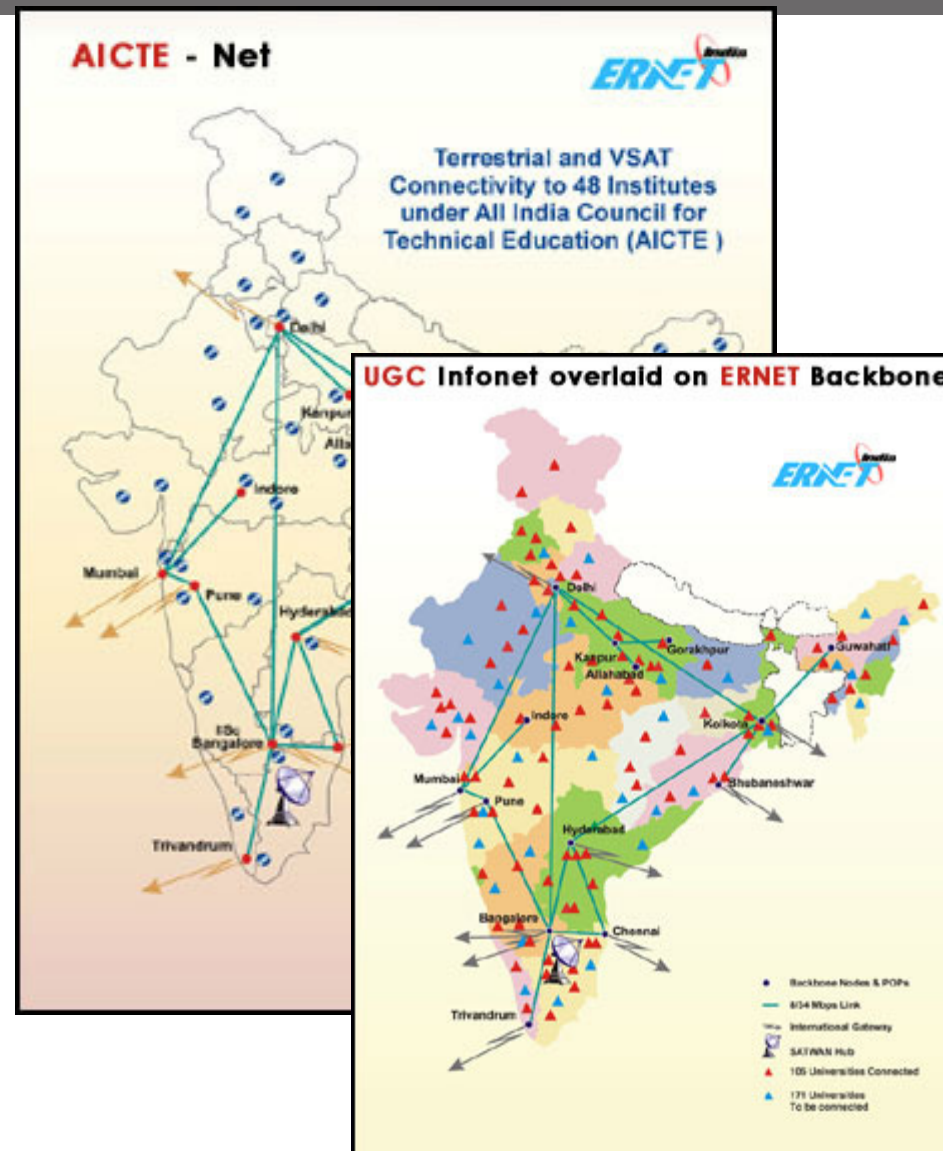 AICTE - Net
ERNET India
Terrestrial and VSAT
Connectivity to 48 Institutes
under All India Council for
Technical Education (AICTE )
Delhi
Kanpur
Indore
Mumbai
Pune
Hyderabad
IISc
Bangalore
Trivandrum
UGC Infonet overlaid on ERNET Backbone
ERNET India
Delhi
Gorakhpur
Kanpur
Allahabad
Guwahati
Indore
Kolkata
Mumbai
Bhubaneshwar
Pune
Hyderabad
Bangalore
Chennai
Trivandrum
Backbone Nodes & POPs
8/34 Mbps Link
International Gateway
SATWAN Hub
105 Universities Connected
171 Universities
To be connected